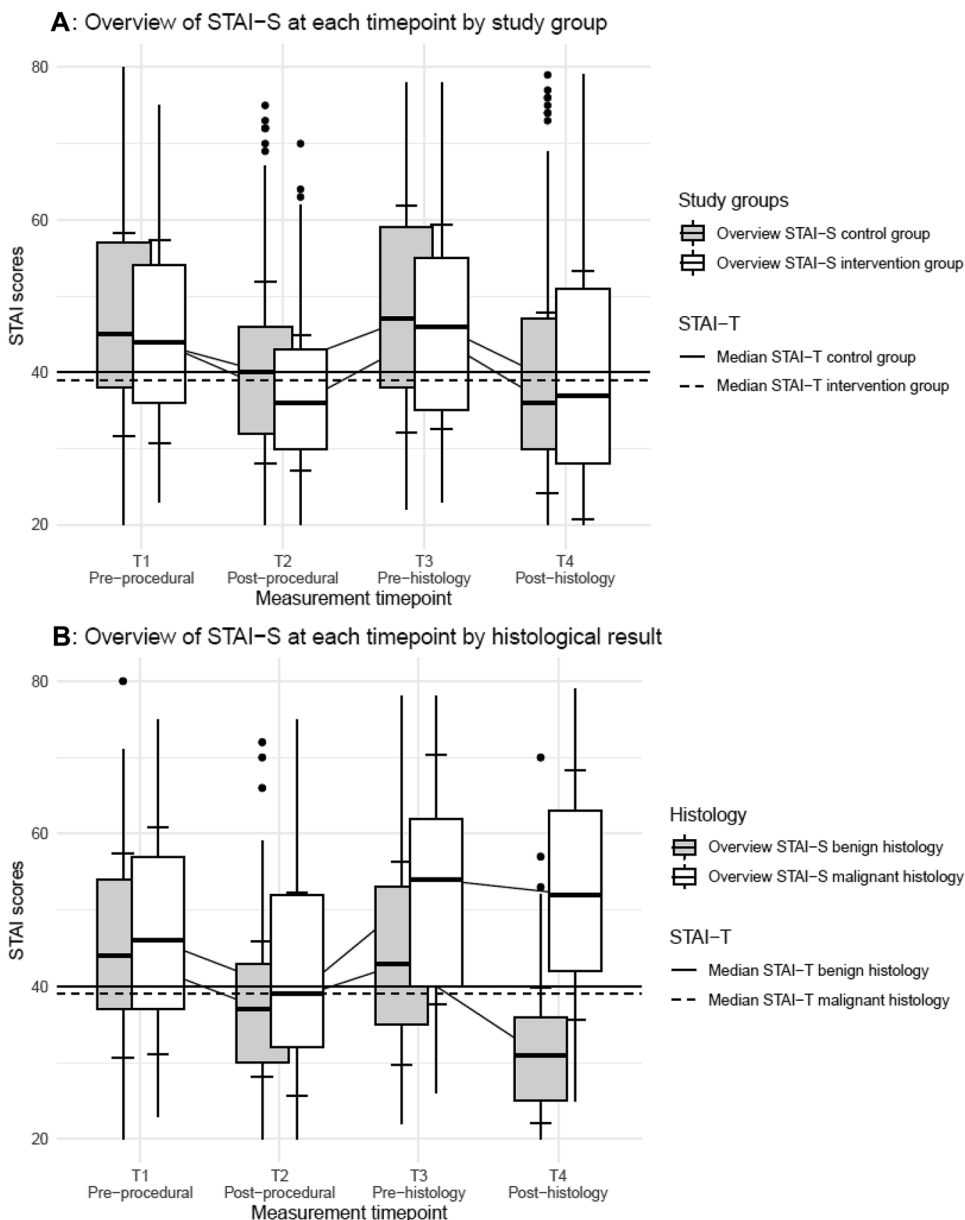 A: Overview of STAI−S at each timepoint by study group
80
60
40
20
STAI scores
T1
Pre−procedural
T2
Post−procedural
T3
Pre−histology
T4
Post−histology
Measurement timepoint
Study groups
Overview STAI−S control group
Overview STAI−S intervention group
STAI−T
Median STAI−T control group
Median STAI−T intervention group
B: Overview of STAI−S at each timepoint by histological result
80
60
40
20
STAI scores
T1
Pre−procedural
T2
Post−procedural
T3
Pre−histology
T4
Post−histology
Measurement timepoint
Histology
Overview STAI−S benign histology
Overview STAI−S malignant histology
STAI−T
Median STAI−T benign histology
Median STAI−T malignant histology